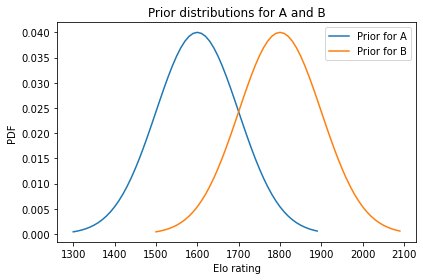 Prior distributions for A and B
0.040
0.035
0.030
0.025
0.020
0.015
0.010
0.005
0.000
PDF
Prior for A
Prior for B
1300 1400 1500 1600 1700 1800 1900 2000 2100
Elo rating